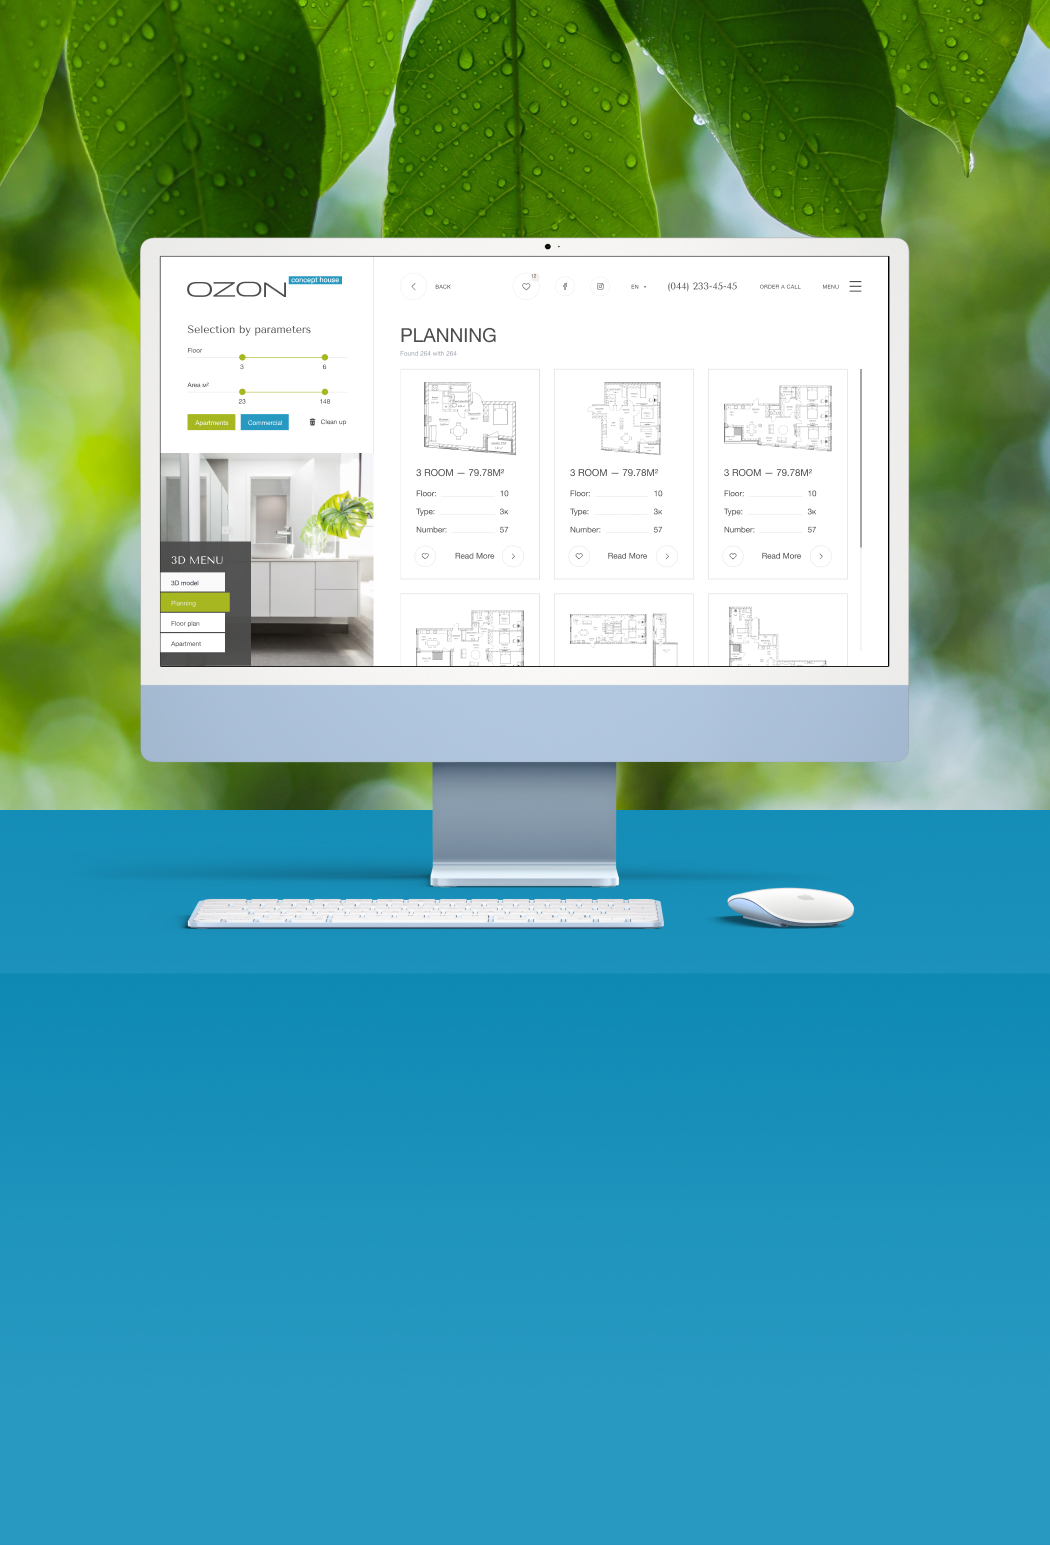 OZON concept house
BACK
12
EN
(044) 233-45-45
ORDER A CALL
MENU
Selection by parameters
Floor
3 6
Area м²
23 148
Apartments Commercial Clean up
3D MENU
3D model
Planning
Floor plan
Apartment
PLANNING
Found 264 with 264
3 ROOM — 79.78M²
Floor: 10
Type: 3к
Number: 57
Read More
3 ROOM — 79.78M²
Floor: 10
Type: 3к
Number: 57
Read More
3 ROOM — 79.78M²
Floor: 10
Type: 3к
Number: 57
Read More